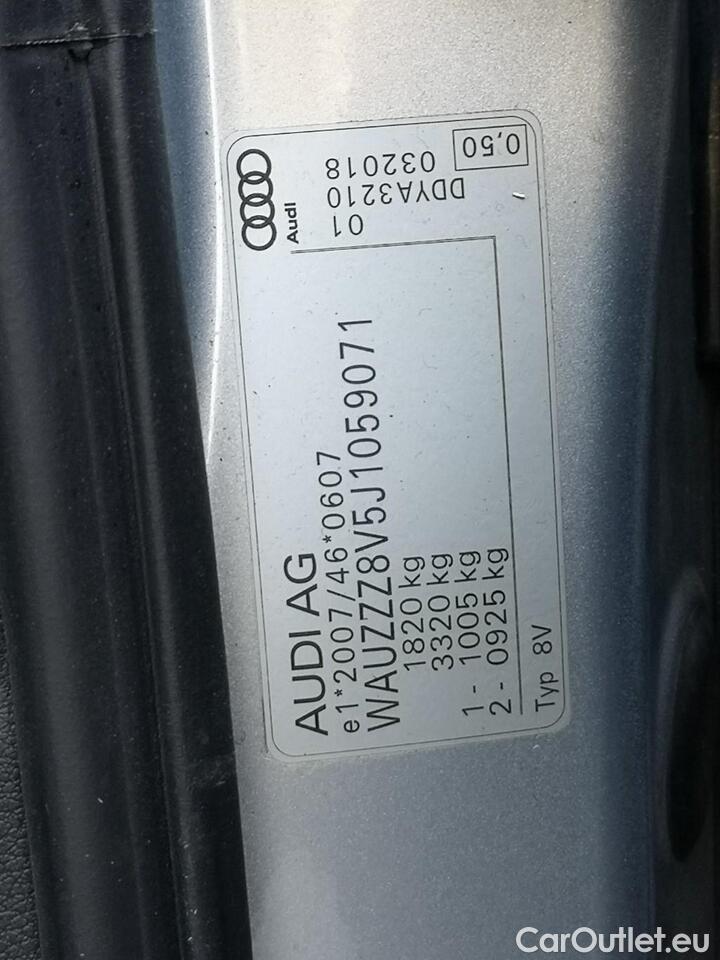 AUDI AG
e1*2007/46*0607
WAUZZZ8V5J1059071
1820 kg
3320 kg
1- 1005 kg
2- 0925 kg
Typ 8V
Audi
01
DDYA3210
032018
0,50
CarOutlet.eu